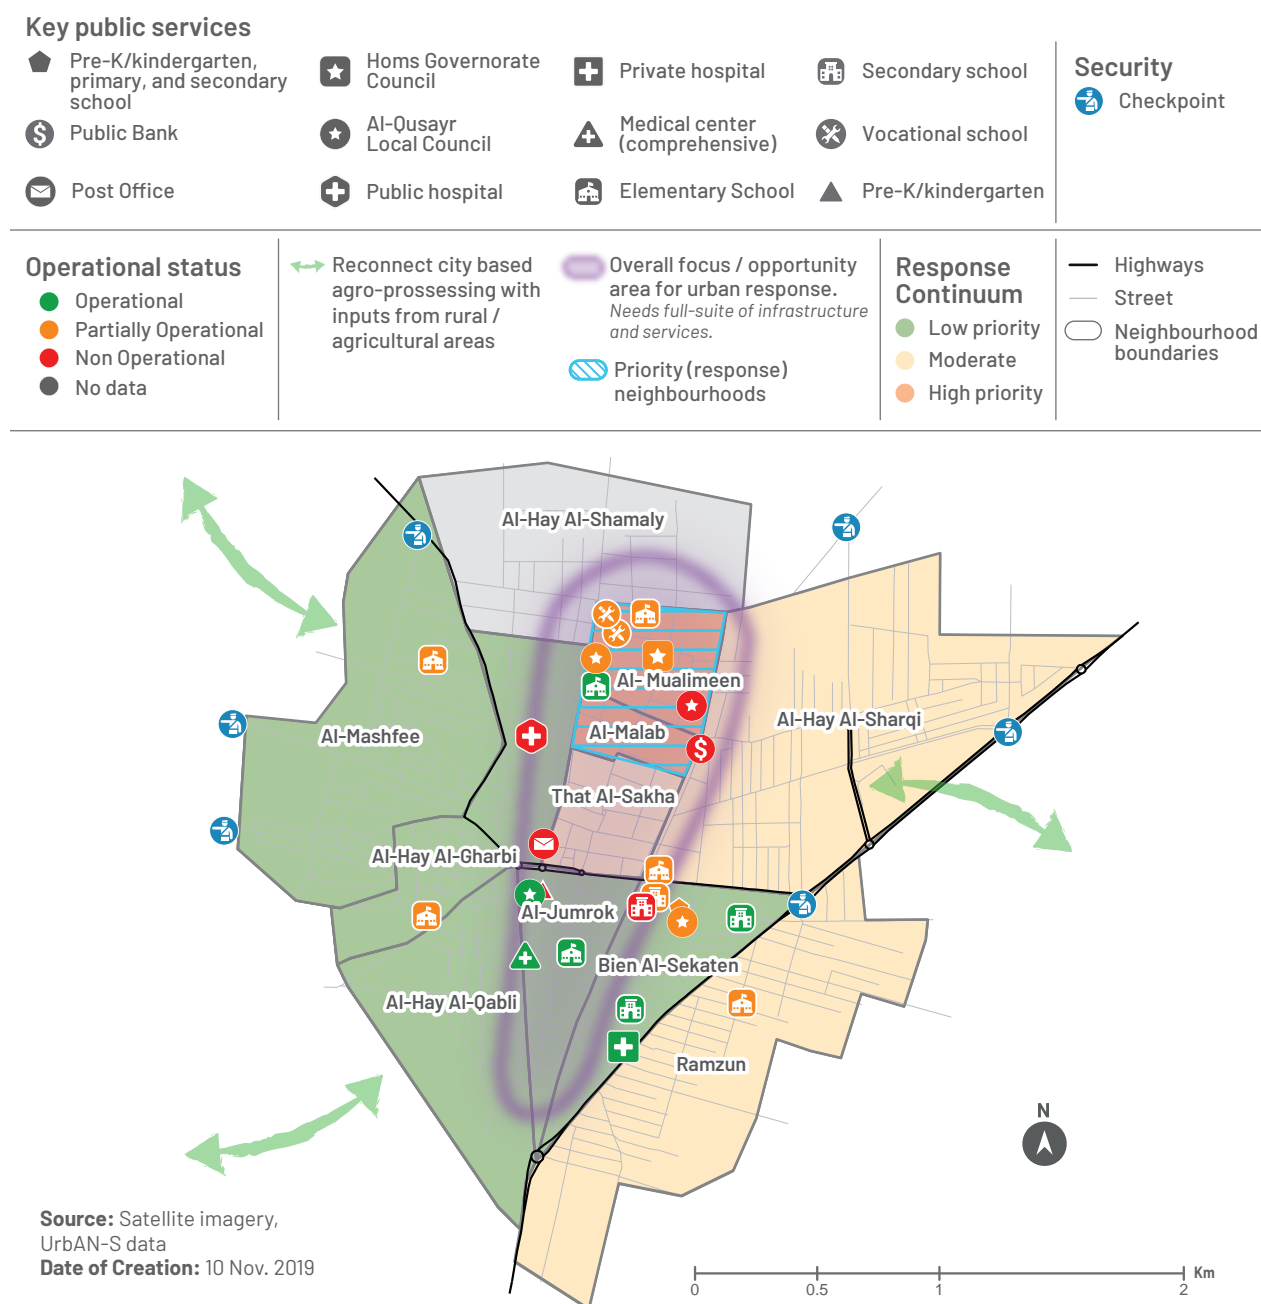 Key public services
Pre-K/kindergarten,
primary, and secondary
school
Public Bank
Post Office
Homs Governorate
Council
Al-Qusayr
Local Council
Public hospital
Private hospital
Medical center
(comprehensive)
Elementary School
Secondary school
Vocational school
Pre-K/kindergarten
Security
Checkpoint
Operational status
Operational
Partially Operational
Non Operational
No data
Reconnect city based
agro-prossessing with
inputs from rural /
agricultural areas
Overall focus / opportunity
area for urban response.
Needs full-suite of infrastructure
and services.
Priority (response)
neighbourhoods
Response
Continuum
Low priority
Moderate
High priority
Highways
Street
Neighbourhood
boundaries
Al-Hay Al-Shamaly
Al- Mualimeen
Al-Hay Al-Sharqi
Al-Malab
Al-Mashfee
That Al-Sakha
Al-Hay Al-Gharbi
Al-Jumrok
Bien Al-Sekaten
Al-Hay Al-Qabli
Ramzun
N
Source: Satellite imagery,
UrbAN-S data
Date of Creation: 10 Nov. 2019
Km
0 0.5 1 2